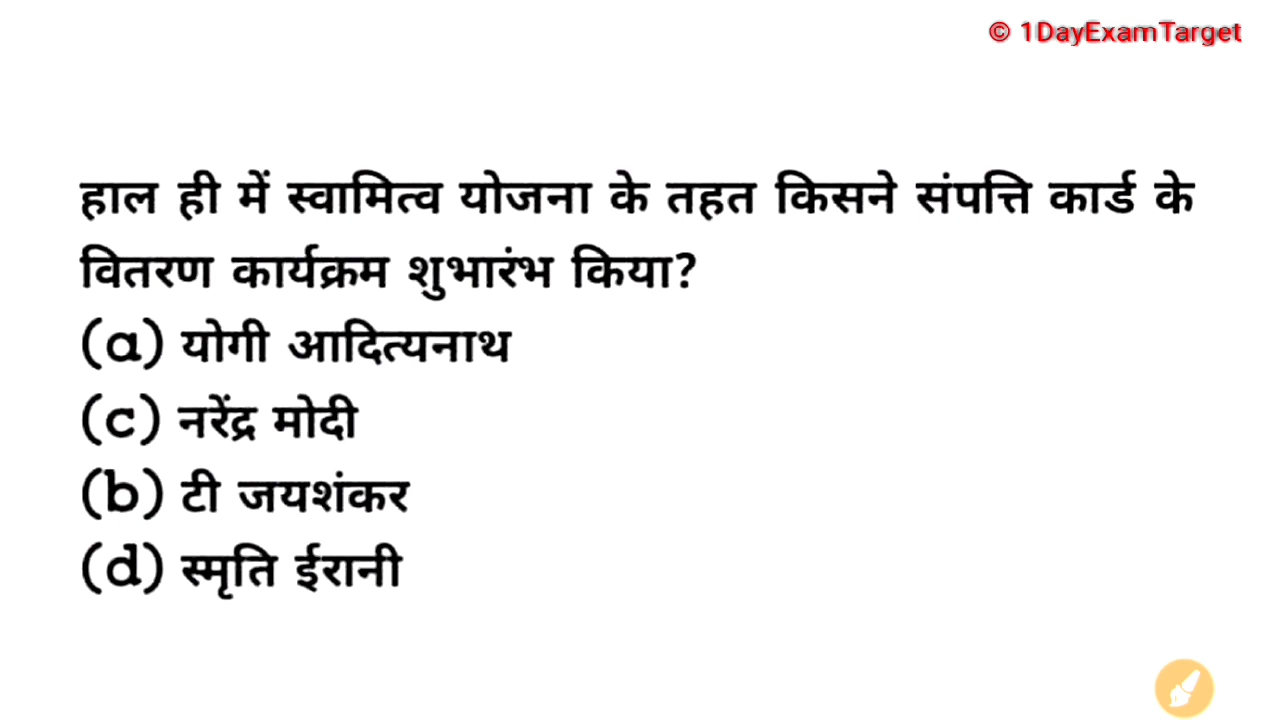 © 1DayExamTarget
हाल ही में स्वामित्व योजना के तहत किसने संपत्ति कार्ड के
वितरण कार्यक्रम शुभारंभ किया?
(a) योगी आदित्यनाथ
(c) नरेंद्र मोदी
(b) टी जयशंकर
(d) स्मृति ईरानी